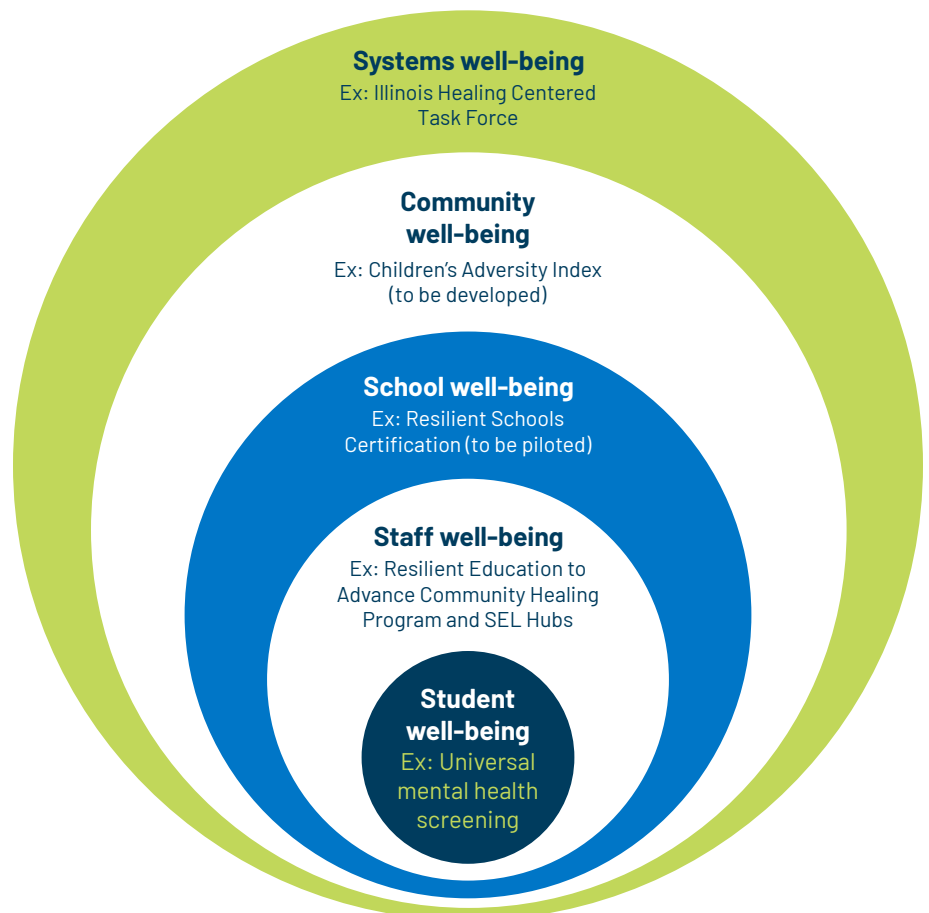 Systems well-being
Ex: Illinois Healing Centered
Task Force
Community
well-being
Ex: Children’s Adversity Index
(to be developed)
School well-being
Ex: Resilient Schools
Certification (to be piloted)
Staff well-being
Ex: Resilient Education to
Advance Community Healing
Program and SEL Hubs
Student
well-being
Ex: Universal
mental health
screening